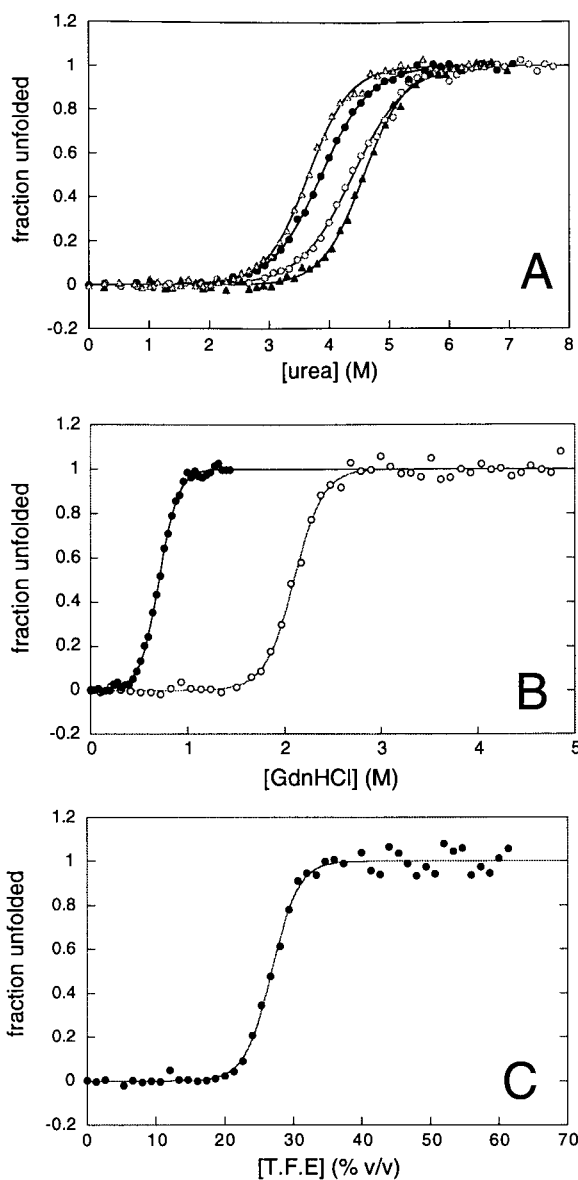 1.2
1
0.8
0.6
0.4
0.2
0
-0.2
fraction unfolded
A
0 1 2 3 4 5 6 7 8
[urea] (M)
1.2
1
0.8
0.6
0.4
0.2
0
-0.2
fraction unfolded
B
0 1 2 3 4 5
[GdnHCl] (M)
1.2
1
0.8
0.6
0.4
0.2
0
-0.2
fraction unfolded
C
0 10 20 30 40 50 60 70
[T.F.E] (% v/v)